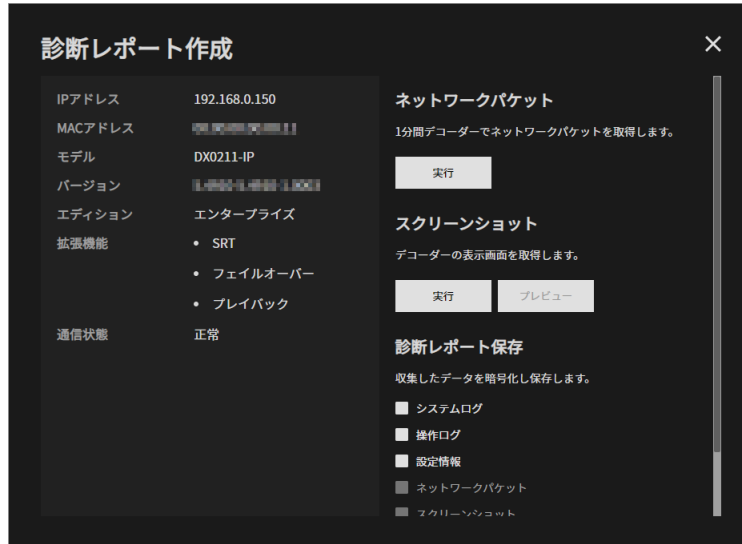 診断レポート作成
IPアドレス 192.168.0.150
MACアドレス
モデル DX0211-IP
バージョン
エディション エンタープライズ
拡張機能 • SRT
• フェイルオーバー
• プレイバック
通信状態 正常
ネットワークパケット
1分間デコーダーでネットワークパケットを取得します。
実行
スクリーンショット
デコーダーの表示画面を取得します。
実行 プレビュー
診断レポート保存
収集したデータを暗号化し保存します。
システムログ
操作ログ
設定情報
ネットワークパケット
スクリーンショット